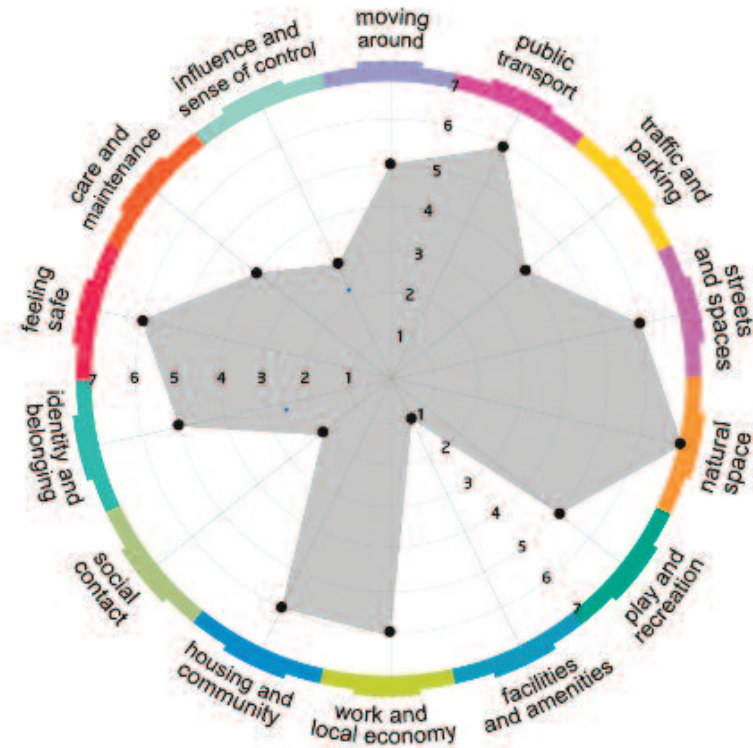 moving
around
public
transport
traffic and
parking
streets
and spaces
natural
space
play and
recreation
facilities
and amenities
work and
local economy
housing and
community
social
contact
identity and
belonging
feeling
safe
care and
maintenance
influence and
sense of control
7
6
5
4
3
2
1
7 6 5 4 3 2 1
1
2
3
4
5
6
7